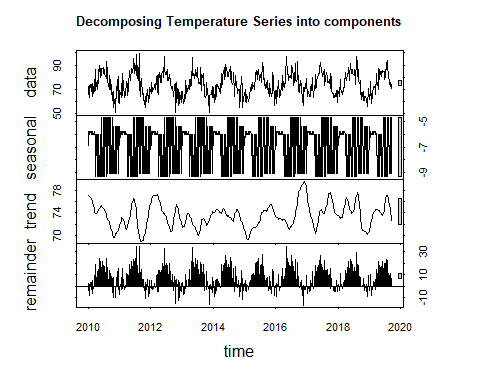 Decomposing Temperature Series into components
data
50 70 90
seasonal
-9 -7 -5
trend
70 74 78
remainder
-10 10 30
2010 2012 2014 2016 2018 2020
time